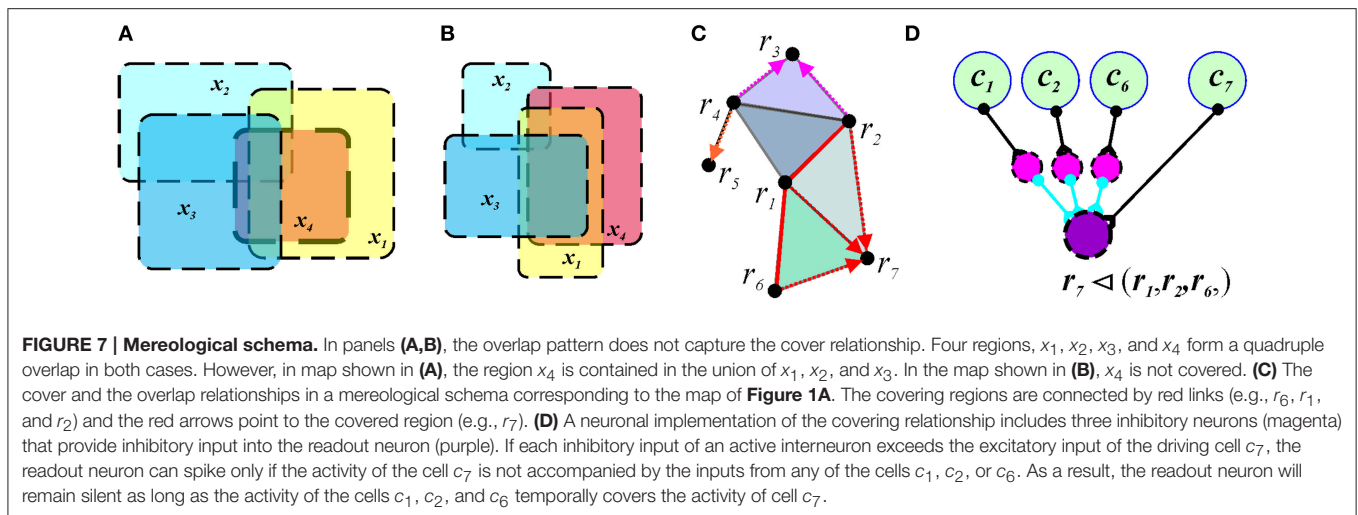 A
B
C
D
x2
x1
x3
x4
x2
x3
x4
x1
r3
r4
r2
r5
r1
r6
r7
c1
c2
c6
c7
r7 ⊲ (r1,r2,r6,)
FIGURE 7 | Mereological schema. In panels (A,B), the overlap pattern does not capture the cover relationship. Four regions, x1, x2, x3, and x4 form a quadruple
overlap in both cases. However, in map shown in (A), the region x4 is contained in the union of x1, x2, and x3. In the map shown in (B), x4 is not covered. (C) The
cover and the overlap relationships in a mereological schema corresponding to the map of Figure 1A. The covering regions are connected by red links (e.g., r6, r1,
and r2) and the red arrows point to the covered region (e.g., r7). (D) A neuronal implementation of the covering relationship includes three inhibitory neurons (magenta)
that provide inhibitory input into the readout neuron (purple). If each inhibitory input of an active interneuron exceeds the excitatory input of the driving cell c7, the
readout neuron can spike only if the activity of the cell c7 is not accompanied by the inputs from any of the cells c1, c2, or c6. As a result, the readout neuron will
remain silent as long as the activity of the cells c1, c2, and c6 temporally covers the activity of cell c7.